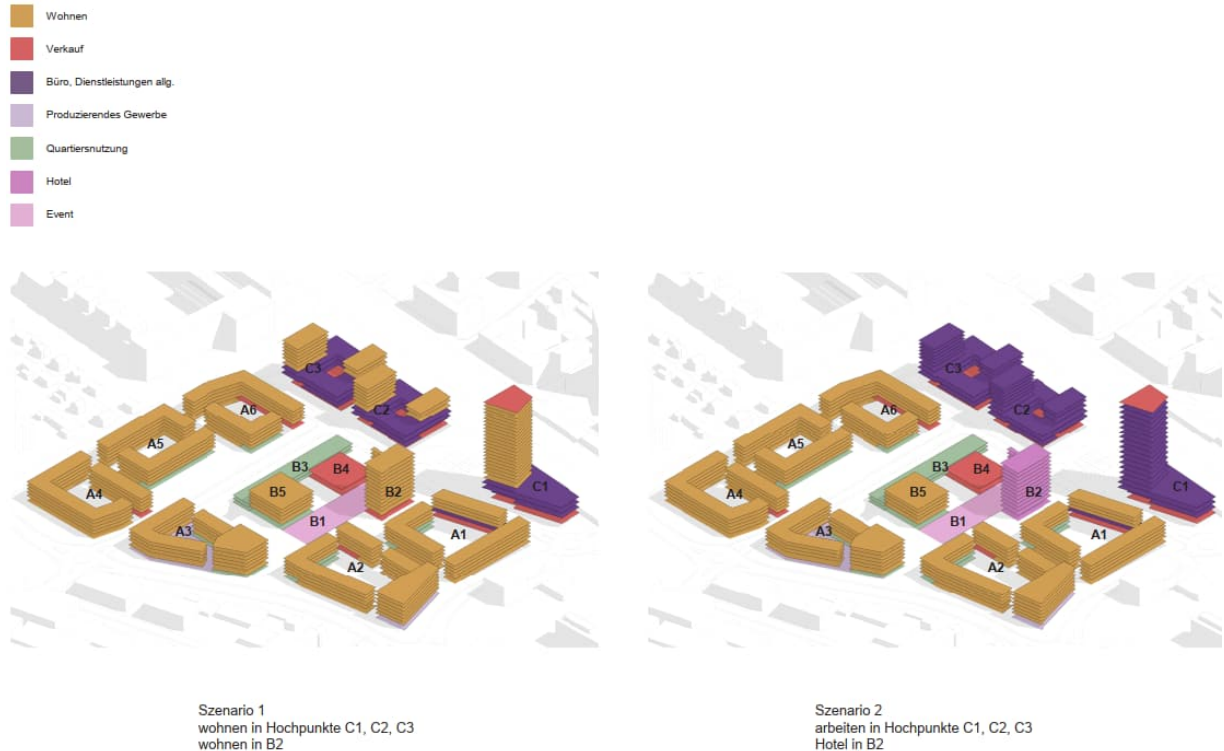 Wohnen
Verkauf
Büro, Dienstleistungen allg.
Produzierendes Gewerbe
Quartiersnutzung
Hotel
Event
C3
C2
A6
A5
B3
B4
C1
A4
B5
B2
B1
A3
A1
A2
C3
C2
A6
A5
B3
B4
C1
A4
B5
B2
B1
A3
A1
A2
Szenario 1
wohnen in Hochpunkte C1, C2, C3
wohnen in B2
Szenario 2
arbeiten in Hochpunkte C1, C2, C3
Hotel in B2